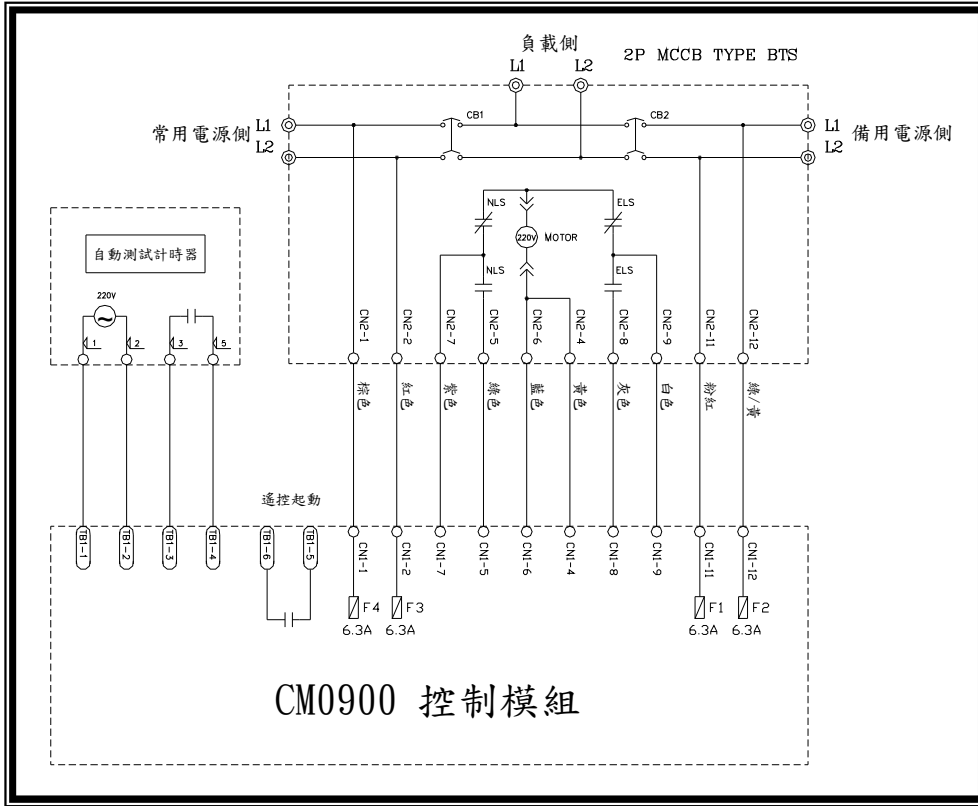 負載側
2P MCCB TYPE BTS
L1 L2
常用電源側 L1
L2
CB1
CB2
L1 備用電源側
L2
NLS
ELS
220V MOTOR
NLS
ELS
自動測試計時器
220V
1 2 3 5
CN2-1 CN2-2 CN2-7 CN2-5 CN2-6 CN2-4 CN2-8 CN2-9 CN2-11 CN2-12
棕色 紅色 紫色 綠色 藍色 黃色 灰色 白色 粉紅 綠/黃
遙控起動
TB1-1 TB1-2 TB1-3 TB1-4 TB1-6 TB1-5
CN1-1 CN1-2 CN1-7 CN1-5 CN1-6 CN1-4 CN1-8 CN1-9 CN1-11 CN1-12
F4 F3 F1 F2
6.3A 6.3A 6.3A 6.3A
CM0900 控制模組